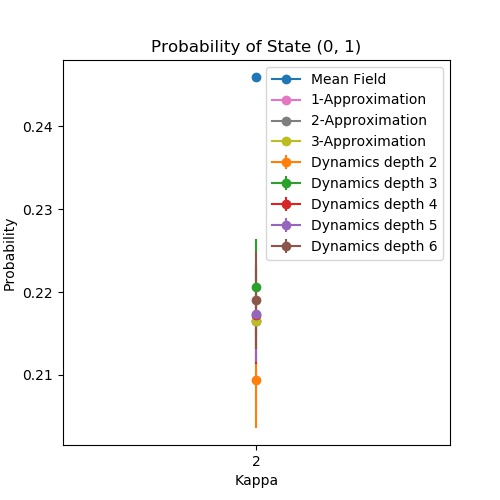 Probability of State (0, 1)
Mean Field
1-Approximation
2-Approximation
3-Approximation
Dynamics depth 2
Dynamics depth 3
Dynamics depth 4
Dynamics depth 5
Dynamics depth 6
0.24
0.23
0.22
0.21
Probability
2
Kappa